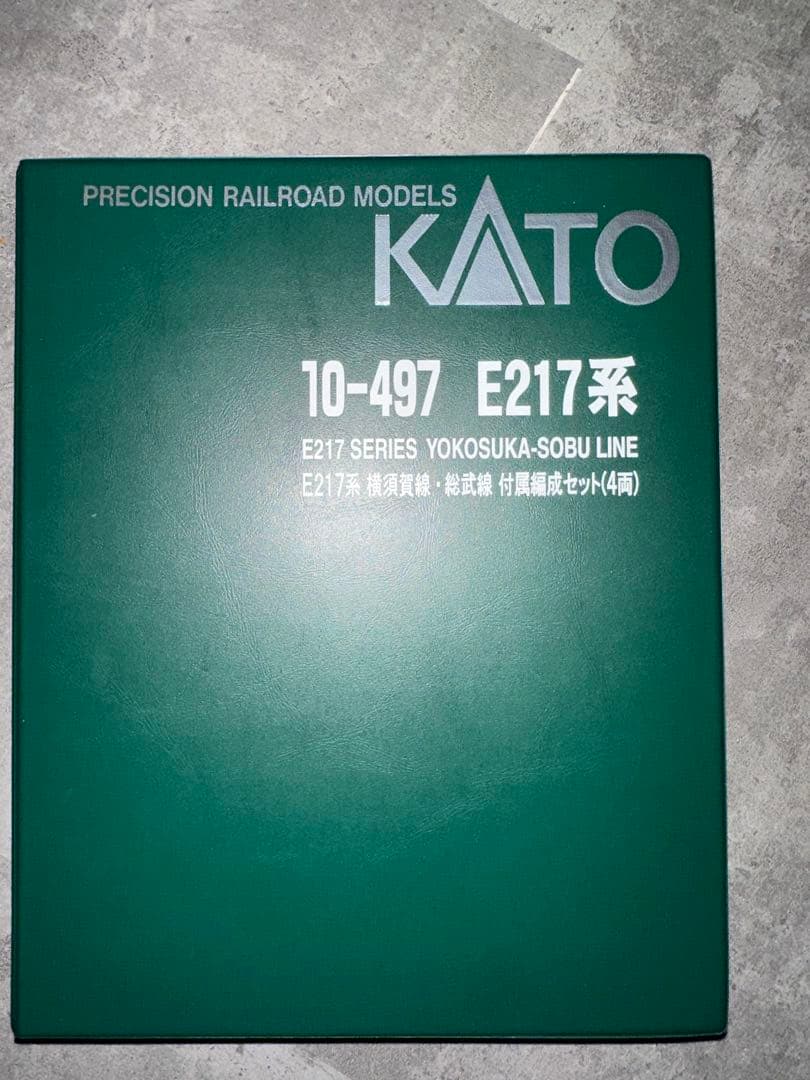 PRECISION RAILROAD MODELS
KATO
10-497 E217系
E217 SERIES YOKOSUKA-SOBU LINE
E217系 横須賀線・総武線 付属編成セット(4両)